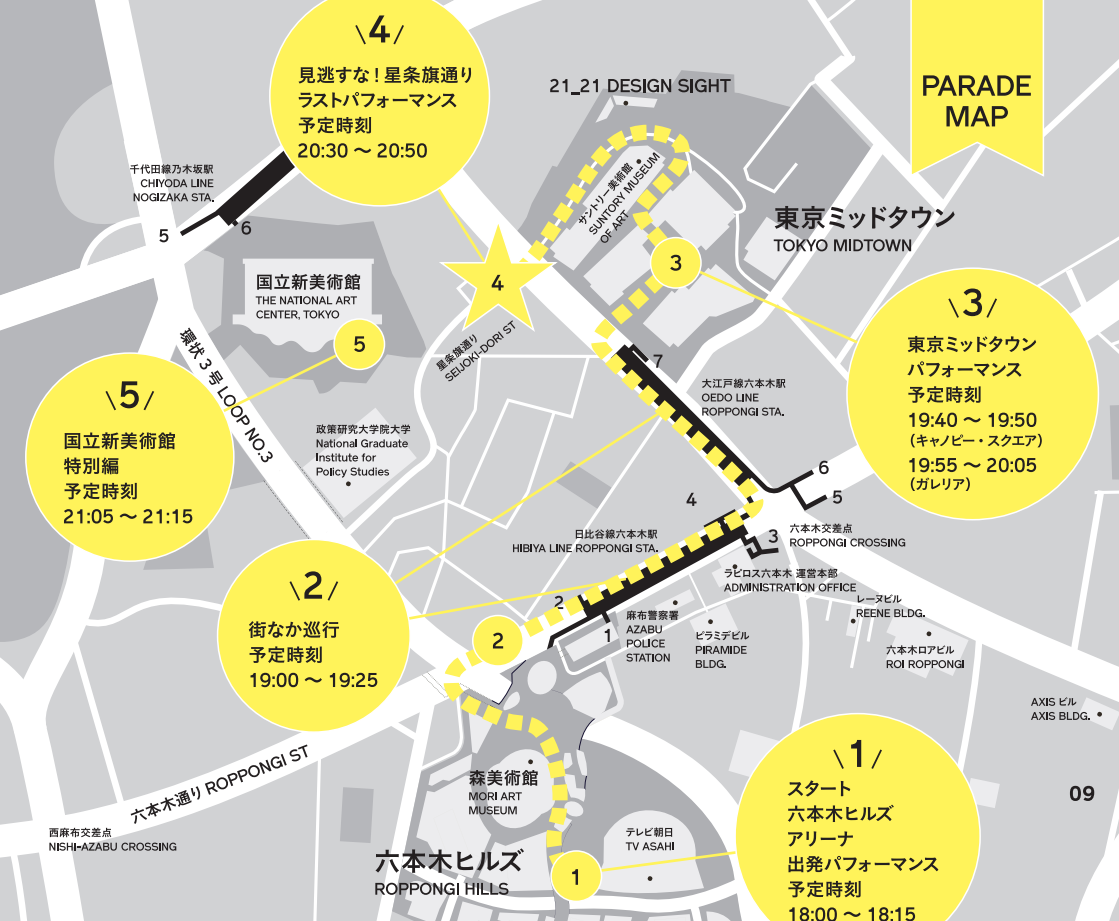 \4/
見逃すな！星条旗通り
ラストパフォーマンス
予定時刻
20:30 〜 20:50
PARADE
MAP
21_21 DESIGN SIGHT
千代田線乃木坂駅
CHIYODA LINE
NOGIZAKA STA.
5
6
サントリー美術館
SUNTORY MUSEUM
OF ART
東京ミッドタウン
TOKYO MIDTOWN
3
4
国立新美術館
THE NATIONAL ART
CENTER, TOKYO
5
星条旗通り
SEIJOKI-DORI ST
環状3号 LOOP NO.3
7
大江戸線六本木駅
OEDO LINE
ROPPONGI STA.
\3/
東京ミッドタウン
パフォーマンス
予定時刻
19:40 〜 19:50
（キャノピー・スクエア）
19:55 〜 20:05
（ガレリア）
\5/
国立新美術館
特別編
予定時刻
21:05 〜 21:15
政策研究大学院大学
National Graduate
Institute for
Policy Studies
6
5
4
六本木交差点
ROPPONGI CROSSING
日比谷線六本木駅
HIBIYA LINE ROPPONGI STA.
3
ラピロス六本木 運営本部
ADMINISTRATION OFFICE
\2/
街なか巡行
予定時刻
19:00 〜 19:25
2
2
1
麻布警察署
AZABU
POLICE
STATION
ピラミデビル
PIRAMIDE
BLDG.
レーヌビル
REENE BLDG.
六本木ロアビル
ROI ROPPONGI
AXIS ビル
AXIS BLDG.
六本木通り ROPPONGI ST
森美術館
MORI ART
MUSEUM
西麻布交差点
NISHI-AZABU CROSSING
テレビ朝日
TV ASAHI
六本木ヒルズ
ROPPONGI HILLS
1
\1/
スタート
六本木ヒルズ
アリーナ
出発パフォーマンス
予定時刻
18:00 〜 18:15
09